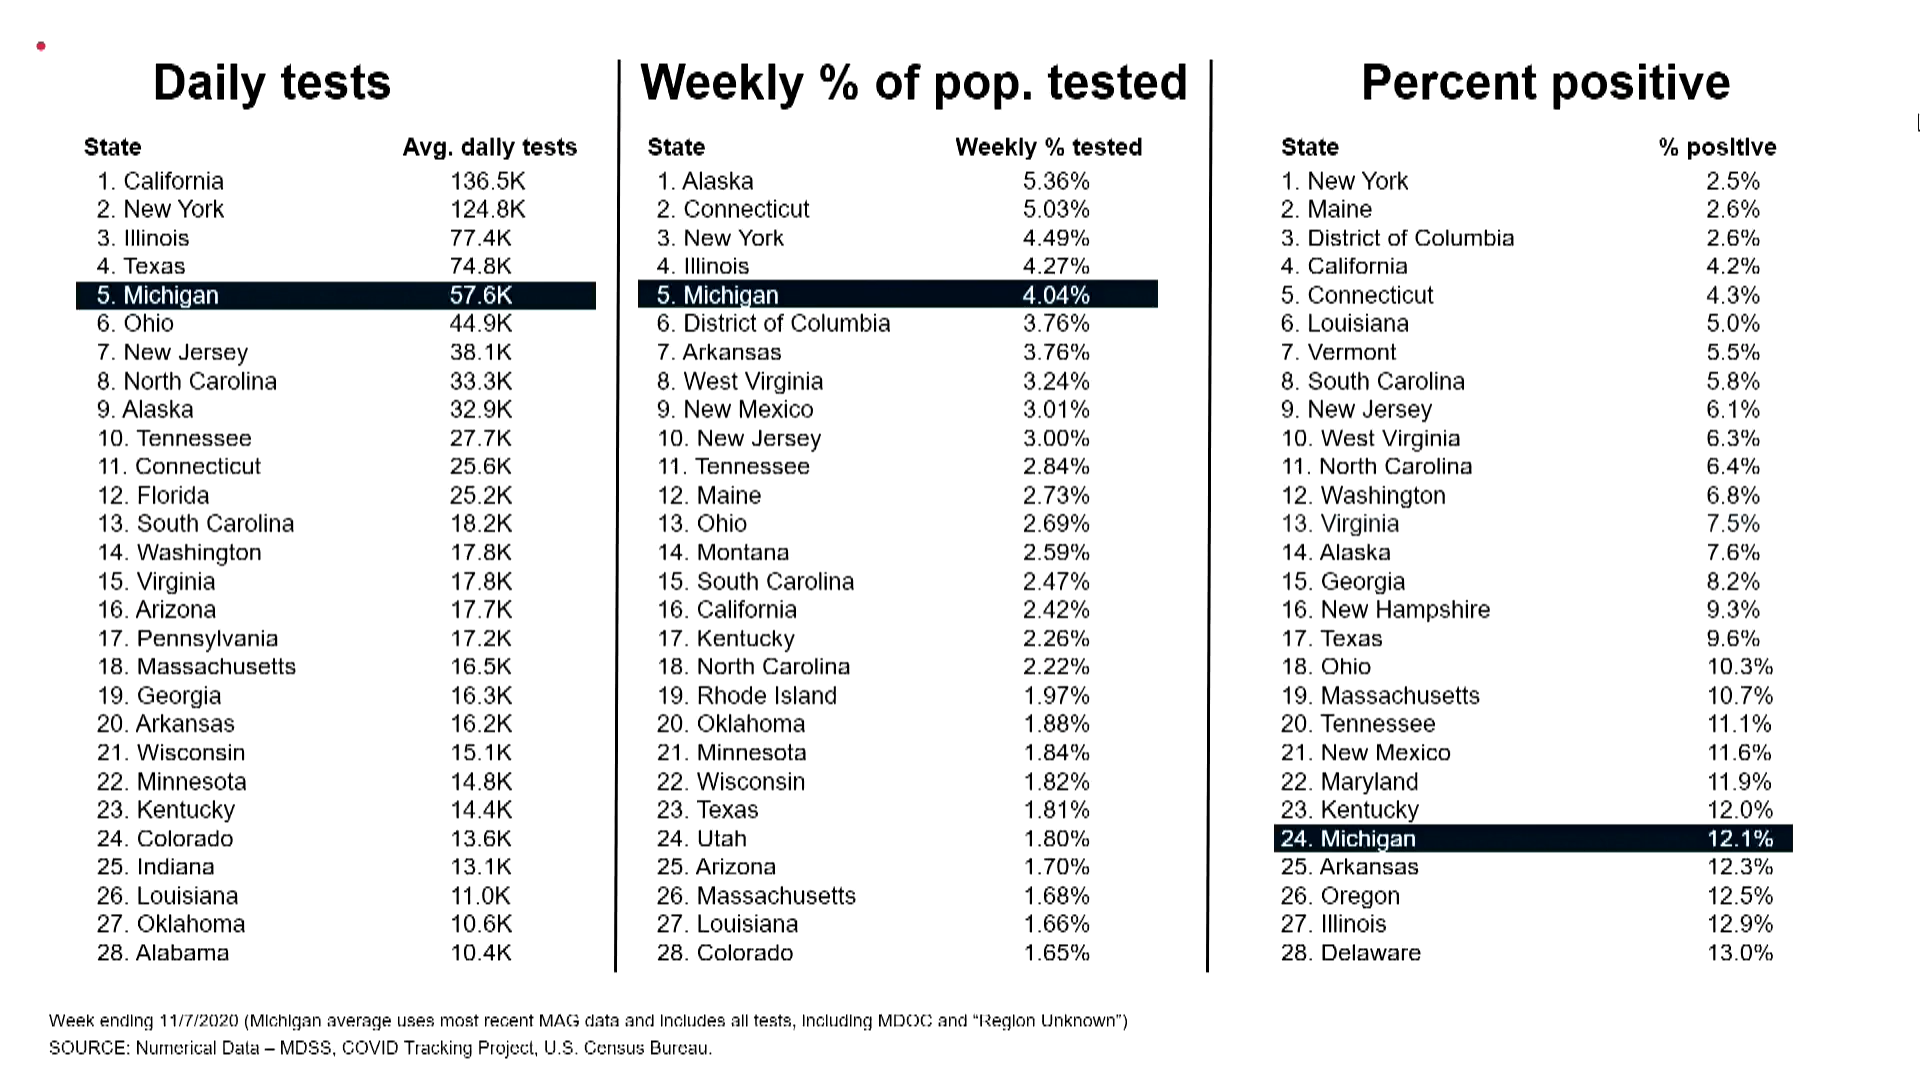 Daily tests
State Avg. daily tests
1. California 136.5K
2. New York 124.8K
3. Illinois 77.4K
4. Texas 74.8K
5. Michigan 57.6K
6. Ohio 44.9K
7. New Jersey 38.1K
8. North Carolina 33.3K
9. Alaska 32.9K
10. Tennessee 27.7K
11. Connecticut 25.6K
12. Florida 25.2K
13. South Carolina 18.2K
14. Washington 17.8K
15. Virginia 17.8K
16. Arizona 17.7K
17. Pennsylvania 17.2K
18. Massachusetts 16.5K
19. Georgia 16.3K
20. Arkansas 16.2K
21. Wisconsin 15.1K
22. Minnesota 14.8K
23. Kentucky 14.4K
24. Colorado 13.6K
25. Indiana 13.1K
26. Louisiana 11.0K
27. Oklahoma 10.6K
28. Alabama 10.4K
Weekly % of pop. tested
State Weekly % tested
1. Alaska 5.36%
2. Connecticut 5.03%
3. New York 4.49%
4. Illinois 4.27%
5. Michigan 4.04%
6. District of Columbia 3.76%
7. Arkansas 3.76%
8. West Virginia 3.24%
9. New Mexico 3.01%
10. New Jersey 3.00%
11. Tennessee 2.84%
12. Maine 2.73%
13. Ohio 2.69%
14. Montana 2.59%
15. South Carolina 2.47%
16. California 2.42%
17. Kentucky 2.26%
18. North Carolina 2.22%
19. Rhode Island 1.97%
20. Oklahoma 1.88%
21. Minnesota 1.84%
22. Wisconsin 1.82%
23. Texas 1.81%
24. Utah 1.80%
25. Arizona 1.70%
26. Massachusetts 1.68%
27. Louisiana 1.66%
28. Colorado 1.65%
Percent positive
State % positive
1. New York 2.5%
2. Maine 2.6%
3. District of Columbia 2.6%
4. California 4.2%
5. Connecticut 4.3%
6. Louisiana 5.0%
7. Vermont 5.5%
8. South Carolina 5.8%
9. New Jersey 6.1%
10. West Virginia 6.3%
11. North Carolina 6.4%
12. Washington 6.8%
13. Virginia 7.5%
14. Alaska 7.6%
15. Georgia 8.2%
16. New Hampshire 9.3%
17. Texas 9.6%
18. Ohio 10.3%
19. Massachusetts 10.7%
20. Tennessee 11.1%
21. New Mexico 11.6%
22. Maryland 11.9%
23. Kentucky 12.0%
24. Michigan 12.1%
25. Arkansas 12.3%
26. Oregon 12.5%
27. Illinois 12.9%
28. Delaware 13.0%
Week ending 11/7/2020 (Michigan average uses most recent MAG data and includes all tests, including MDOC and “Region Unknown”)
SOURCE: Numerical Data – MDSS, COVID Tracking Project, U.S. Census Bureau.